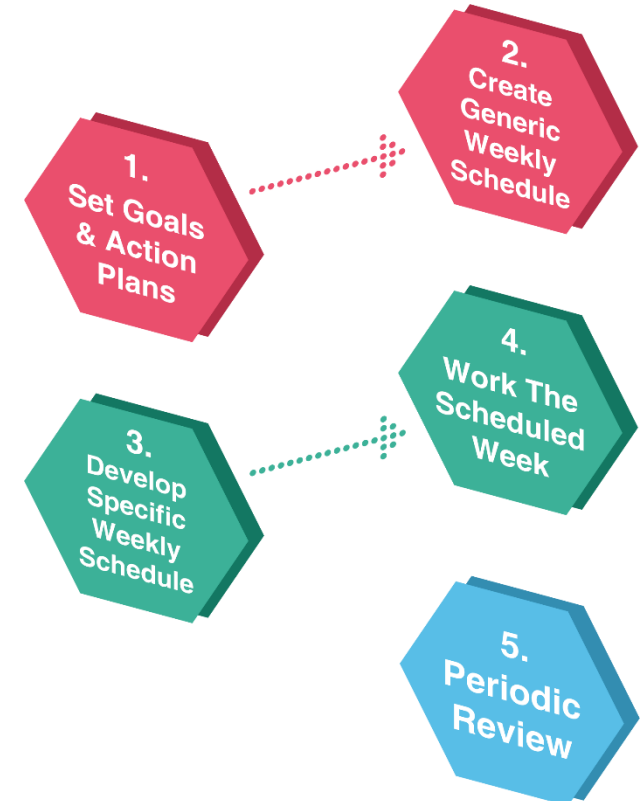 1.
Set Goals
& Action
Plans
2.
Create
Generic
Weekly
Schedule
3.
Develop
Specific
Weekly
Schedule
4.
Work The
Scheduled
Week
5.
Periodic
Review